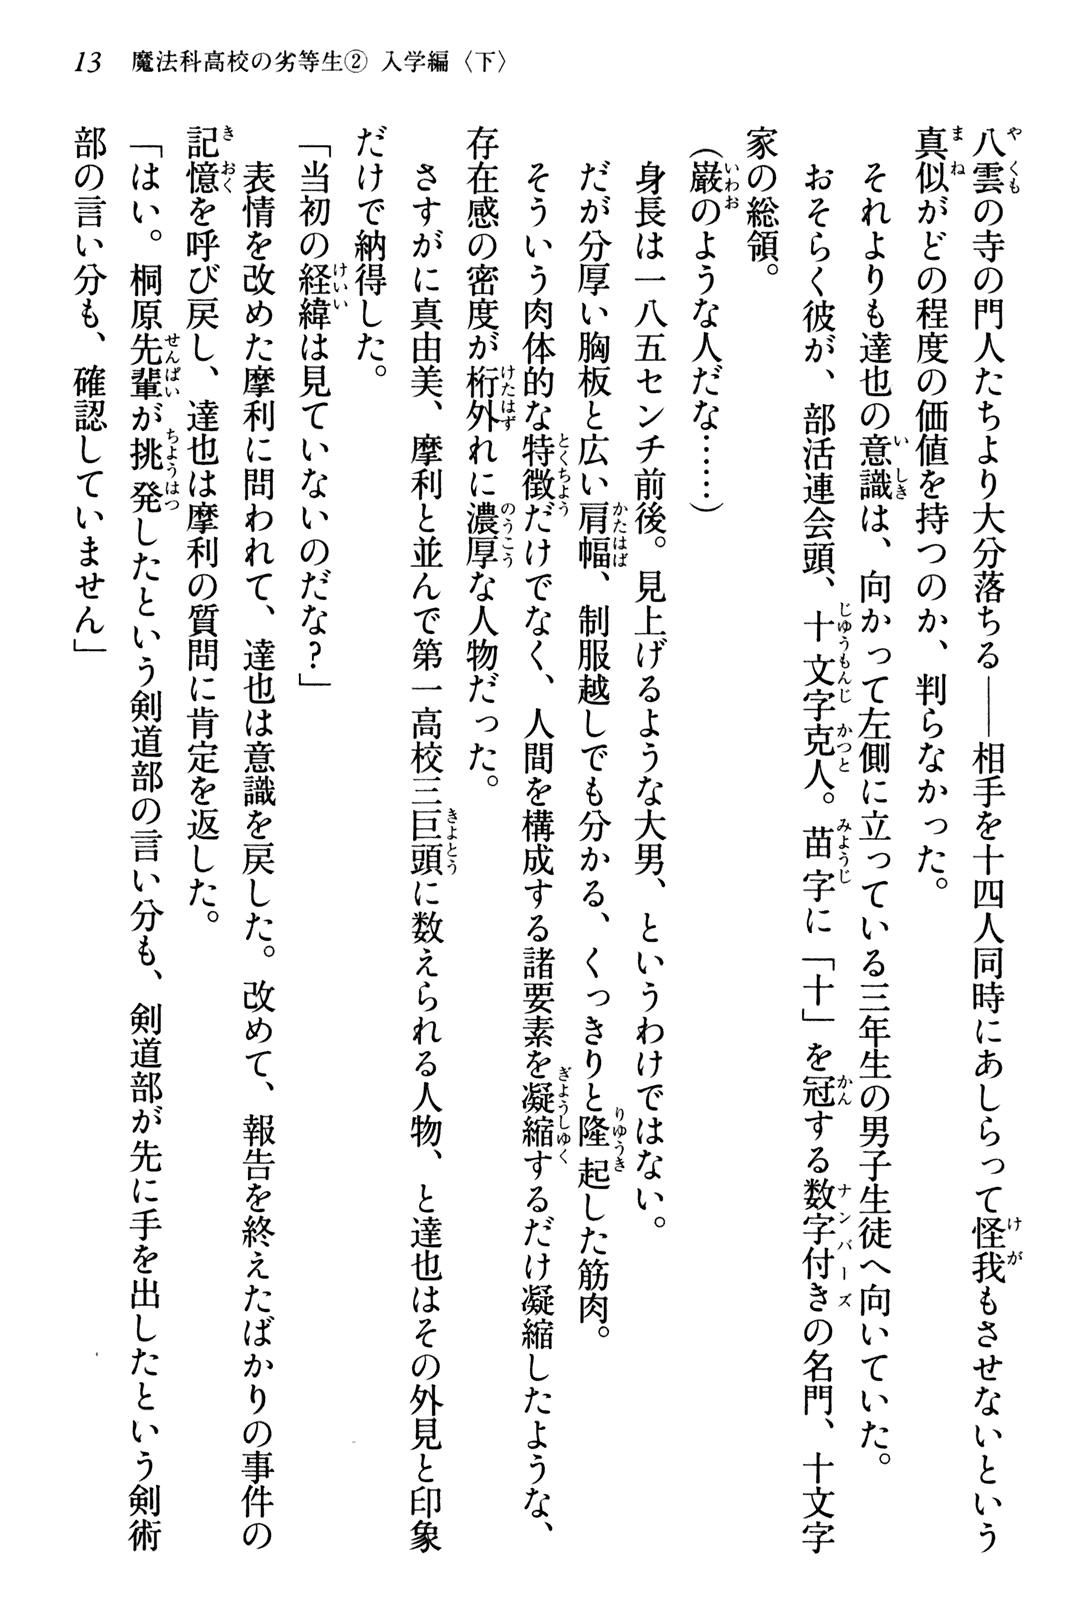 13 魔法科高校の劣等生② 入学編〈下〉
八雲の寺の門人たちより大分落ちる――相手を十四人同時にあしらって怪我もさせないという
真似がどの程度の価値を持つのか、判らなかった。
それよりも達也の意識は、向かって左側に立っている三年生の男子生徒へ向いていた。
おそらく彼が、部活連会頭、十文字克人。苗字に「十」を冠する数字付きの名門、十文字
家の総領。
(巌のような人だな……)
身長は一八五センチ前後。見上げるような大男、というわけではない。
だが分厚い胸板と広い肩幅、制服越しでも分かる、くっきりと隆起した筋肉。
そういう肉体的な特徴だけでなく、人間を構成する諸要素を凝縮するだけ凝縮したような、
存在感の密度が桁外れに濃厚な人物だった。
さすがに真由美、摩利と並んで第一高校三巨頭に数えられる人物、と達也はその外見と印象
だけで納得した。
「当初の経緯は見ていないのだな?」
表情を改めた摩利に問われて、達也は意識を戻した。改めて、報告を終えたばかりの事件の
記憶を呼び戻し、達也は摩利の質問に肯定を返した。
「はい。桐原先輩が挑発したという剣道部の言い分も、剣道部が先に手を出したという剣術
部の言い分も、確認していません」